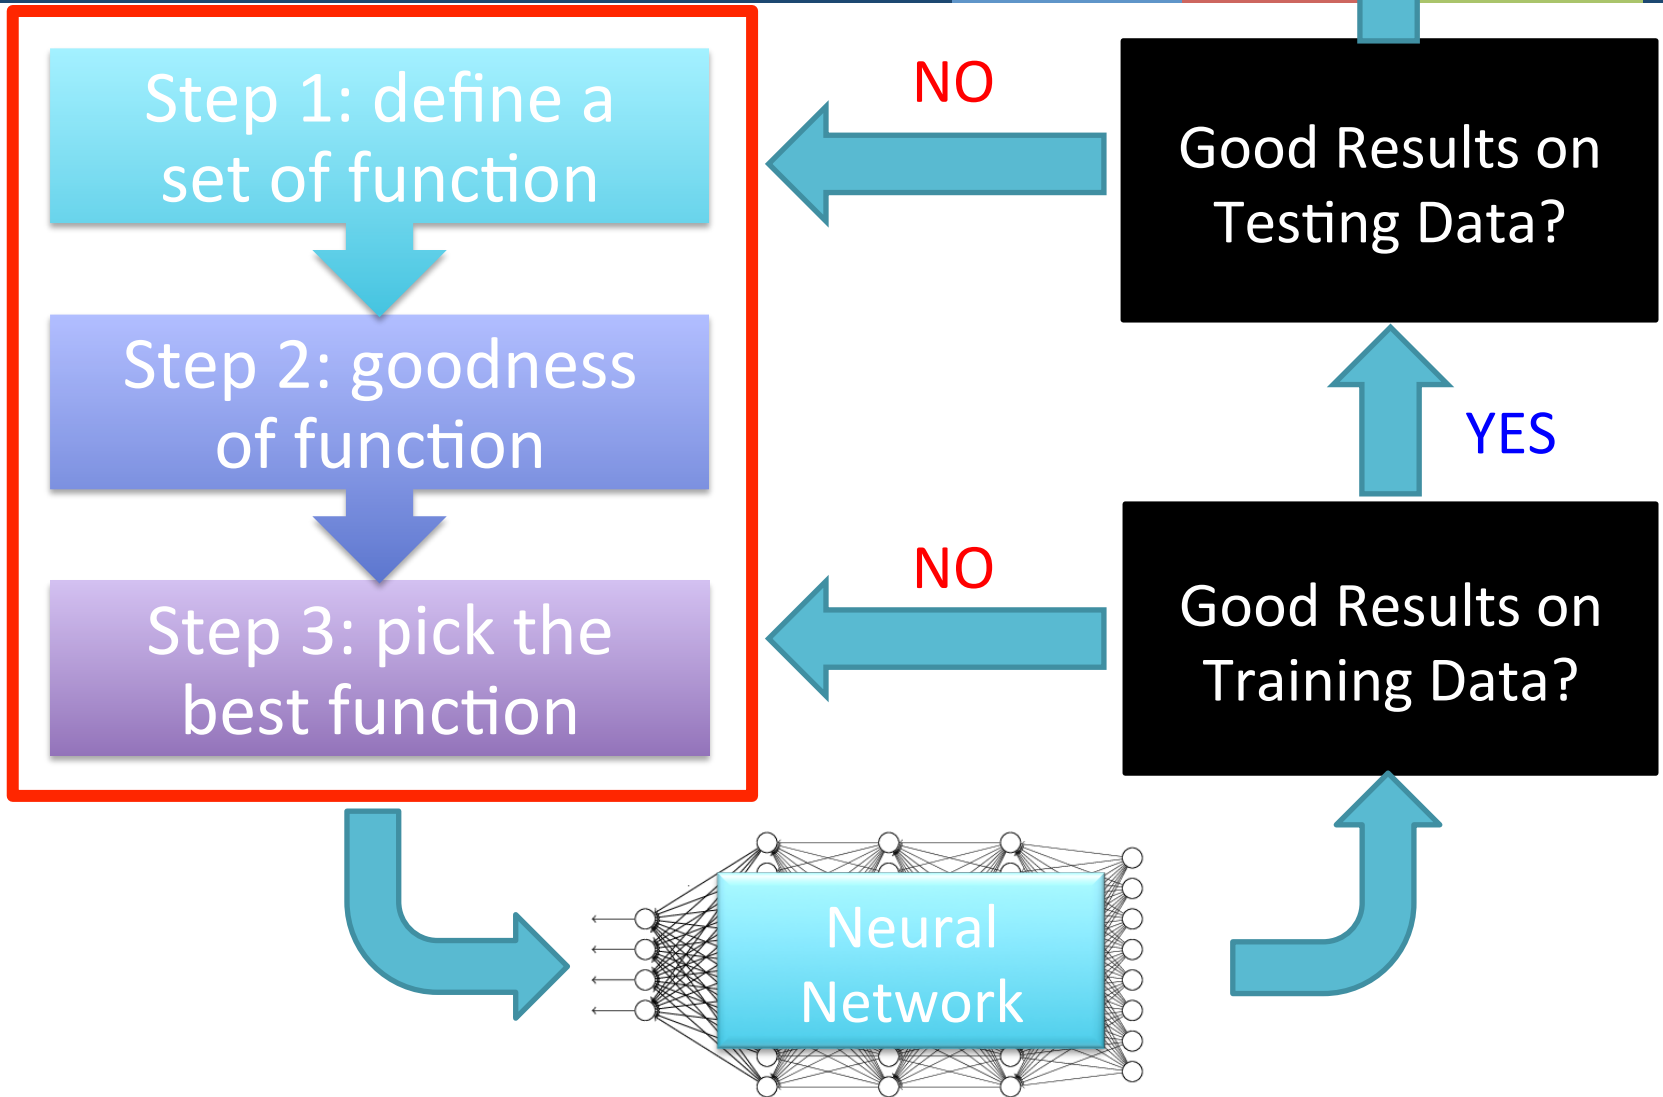 Step 1: define a
set of function
Step 2: goodness
of function
Step 3: pick the
best function
NO
Good Results on
Testing Data?
YES
NO
Good Results on
Training Data?
Neural
Network